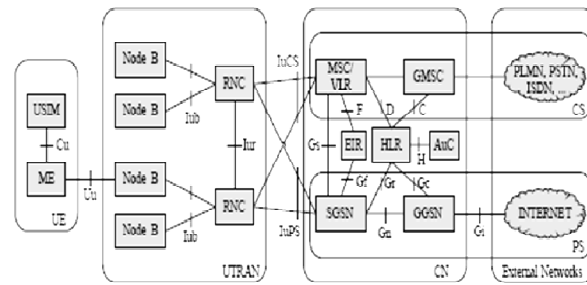 Node B
RNC
IuCS
MSC/
VLR
GMSC
PLMN, PSTN,
ISDN, ...
CS
USIM
Node B
Iub
F
D
C
Cu
Iur
Gs
EIR
HLR
H
AuC
ME
Uu
Node B
Gf
Gr
Gc
UE
Node B
Iub
RNC
IuPS
SGSN
Gn
GGSN
Gi
INTERNET
PS
UTRAN
CN
External Networks